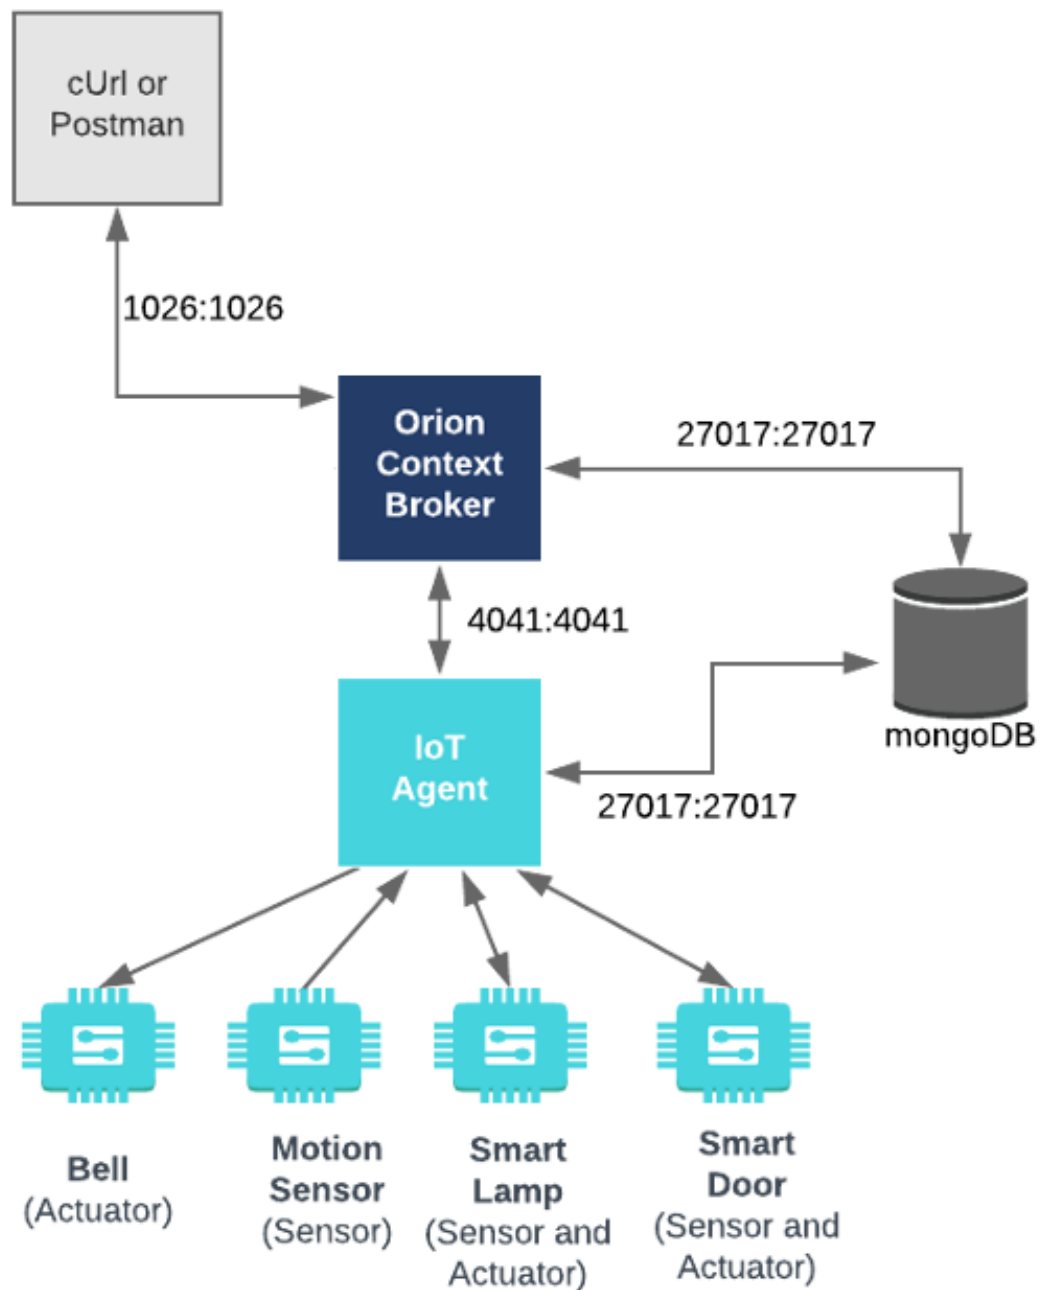 cUrl or
Postman
1026:1026
Orion
Context
Broker
27017:27017
4041:4041
mongoDB
IoT
Agent
27017:27017
Bell
(Actuator)
Motion
Sensor
(Sensor)
Smart
Lamp
(Sensor and
Actuator)
Smart
Door
(Sensor and
Actuator)